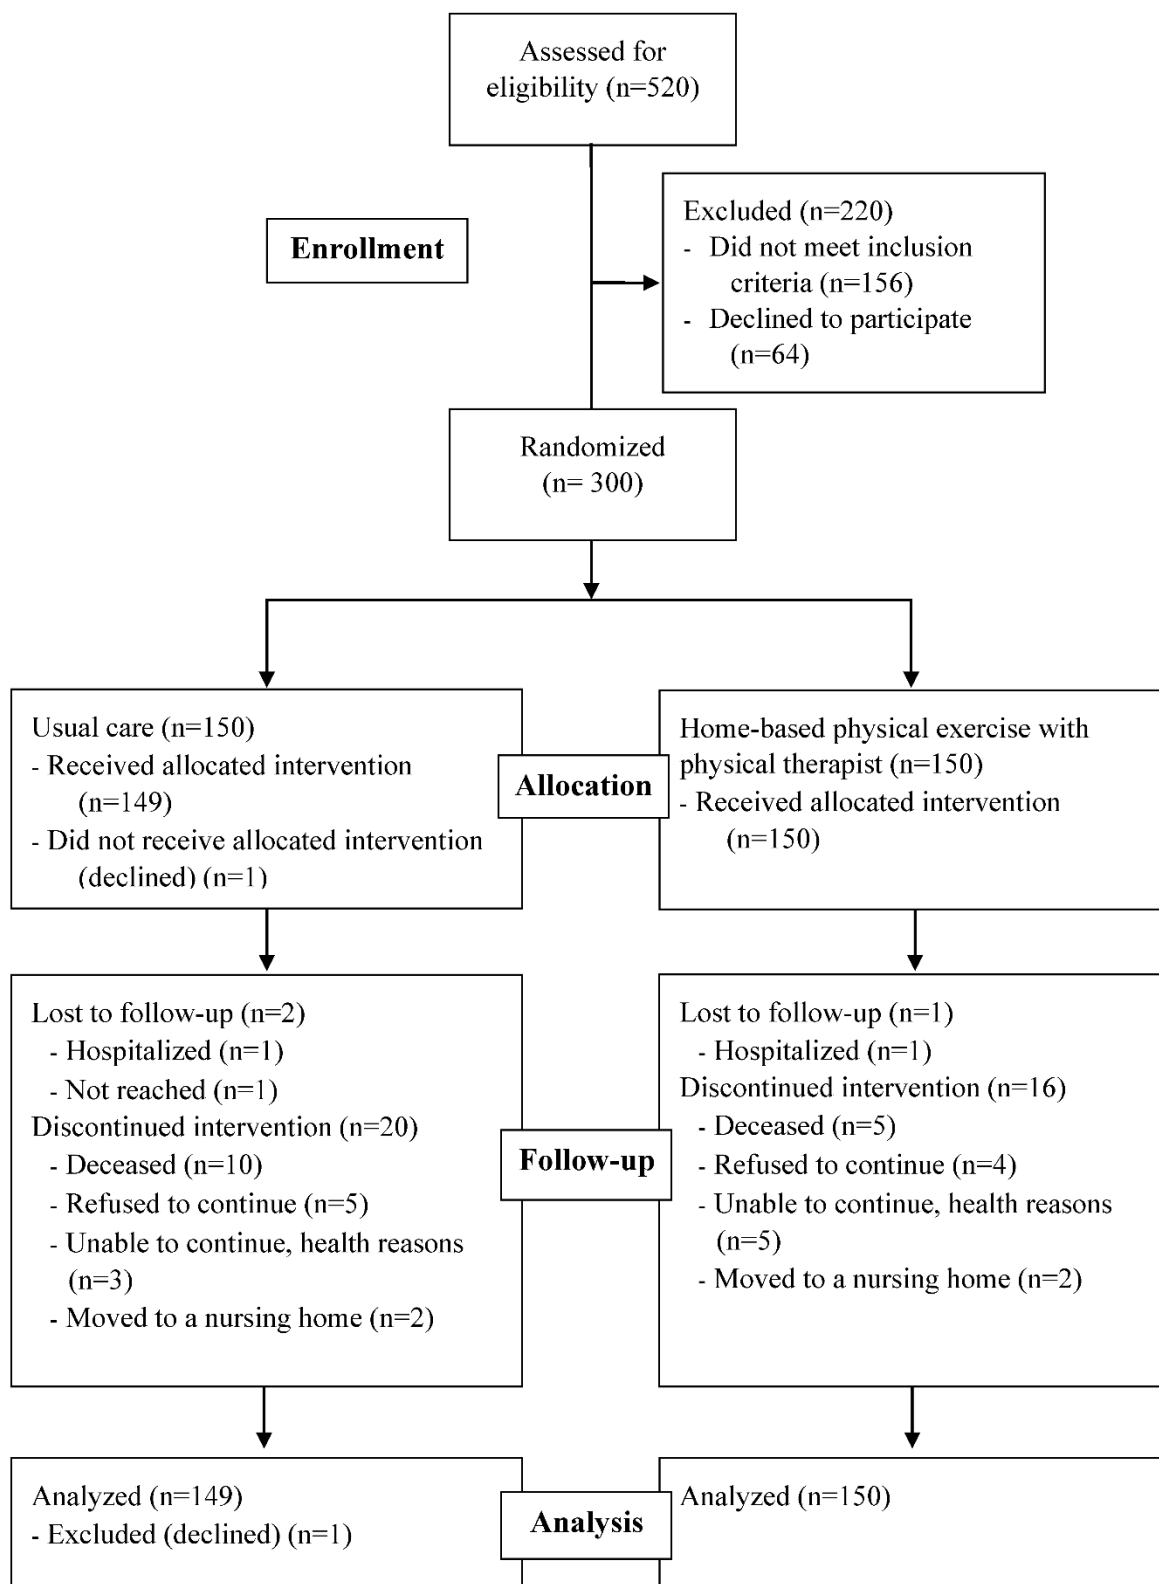 Assessed for
eligibility (n=520)
Enrollment
Excluded (n=220)
- Did not meet inclusion
criteria (n=156)
- Declined to participate
(n=64)
Randomized
(n= 300)
Usual care (n=150)
- Received allocated intervention
(n=149)
- Did not receive allocated intervention
(declined) (n=1)
Allocation
Home-based physical exercise with
physical therapist (n=150)
- Received allocated intervention
(n=150)
Lost to follow-up (n=2)
- Hospitalized (n=1)
- Not reached (n=1)
Discontinued intervention (n=20)
- Deceased (n=10)
- Refused to continue (n=5)
- Unable to continue, health reasons
(n=3)
- Moved to a nursing home (n=2)
Follow-up
Lost to follow-up (n=1)
- Hospitalized (n=1)
Discontinued intervention (n=16)
- Deceased (n=5)
- Refused to continue (n=4)
- Unable to continue, health reasons
(n=5)
- Moved to a nursing home (n=2)
Analyzed (n=149)
- Excluded (declined) (n=1)
Analysis
Analyzed (n=150)